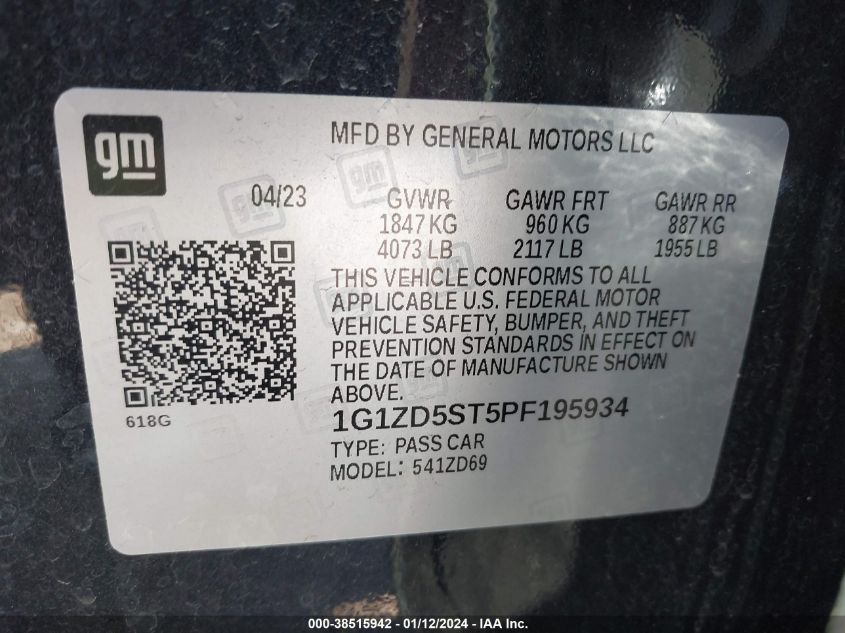 gm
MFD BY GENERAL MOTORS LLC
04/23 GVWR GAWR FRT GAWR RR
1847 KG 960 KG 887 KG
4073 LB 2117 LB 1955 LB
THIS VEHICLE CONFORMS TO ALL
APPLICABLE U.S. FEDERAL MOTOR
VEHICLE SAFETY, BUMPER, AND THEFT
PREVENTION STANDARDS IN EFFECT ON
THE DATE OF MANUFACTURE SHOWN
ABOVE.
618G
1G1ZD5ST5PF195934
TYPE: PASS CAR
MODEL: 541ZD69
000-38515942 - 01/12/2024 - IAA Inc.